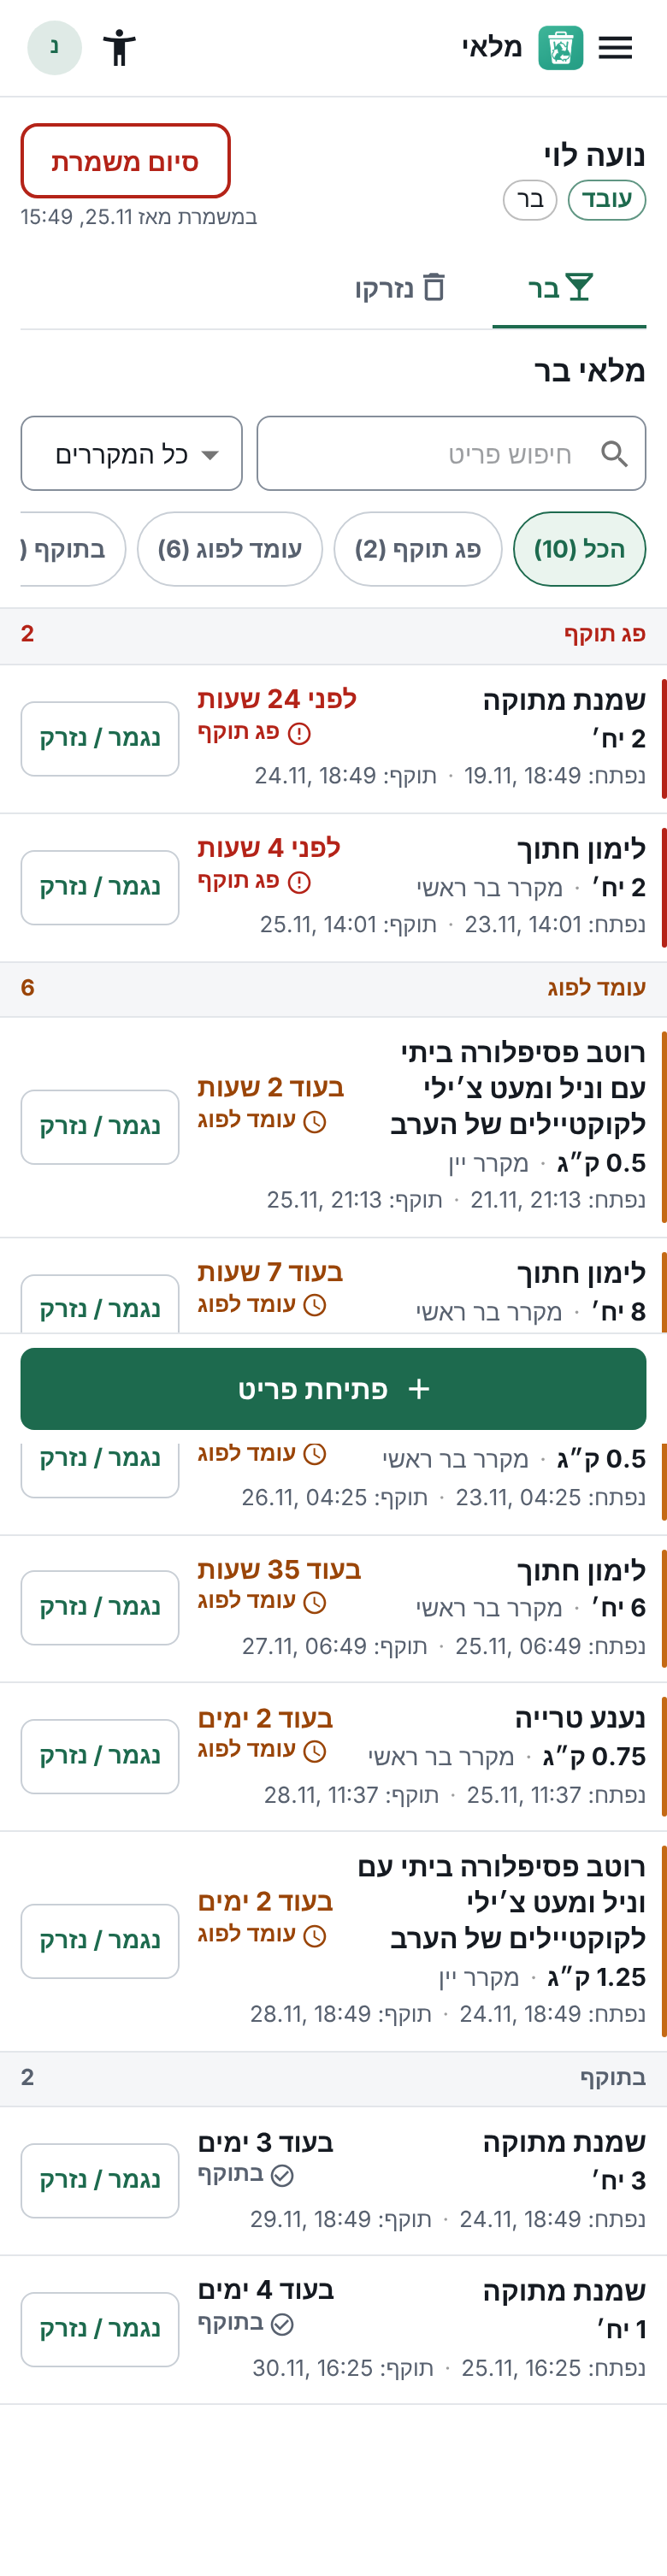 מלאי
נ
נועה לוי
סיום משמרת
עובד
בר
במשמרת מאז 25.11, 15:49
בר
נזרקו
מלאי בר
חיפוש פריט
כל המקררים
הכל (10)
פג תוקף (2)
עומד לפוג (6)
בתוקף (
פג תוקף
2
שמנת מתוקה
2 יח׳
לפני 24 שעות
פג תוקף
נגמר / נזרק
נפתח: 19.11, 18:49 · תוקף: 24.11, 18:49
לימון חתוך
2 יח׳ · מקרר בר ראשי
לפני 4 שעות
פג תוקף
נגמר / נזרק
נפתח: 23.11, 14:01 · תוקף: 25.11, 14:01
עומד לפוג
6
רוטב פסיפלורה ביתי
עם וניל ומעט צ׳ילי
לקוקטיילים של הערב
0.5 ק״ג · מקרר יין
בעוד 2 שעות
עומד לפוג
נגמר / נזרק
נפתח: 21.11, 21:13 · תוקף: 25.11, 21:13
לימון חתוך
8 יח׳ · מקרר בר ראשי
בעוד 7 שעות
עומד לפוג
נגמר / נזרק
+ פתיחת פריט
0.5 ק״ג · מקרר בר ראשי
עומד לפוג
נגמר / נזרק
נפתח: 23.11, 04:25 · תוקף: 26.11, 04:25
לימון חתוך
6 יח׳ · מקרר בר ראשי
בעוד 35 שעות
עומד לפוג
נגמר / נזרק
נפתח: 25.11, 06:49 · תוקף: 27.11, 06:49
נענע טרייה
0.75 ק״ג · מקרר בר ראשי
בעוד 2 ימים
עומד לפוג
נגמר / נזרק
נפתח: 25.11, 11:37 · תוקף: 28.11, 11:37
רוטב פסיפלורה ביתי עם
וניל ומעט צ׳ילי
לקוקטיילים של הערב
1.25 ק״ג · מקרר יין
בעוד 2 ימים
עומד לפוג
נגמר / נזרק
נפתח: 24.11, 18:49 · תוקף: 28.11, 18:49
בתוקף
2
שמנת מתוקה
3 יח׳
בעוד 3 ימים
בתוקף
נגמר / נזרק
נפתח: 24.11, 18:49 · תוקף: 29.11, 18:49
שמנת מתוקה
1 יח׳
בעוד 4 ימים
בתוקף
נגמר / נזרק
נפתח: 25.11, 16:25 · תוקף: 30.11, 16:25